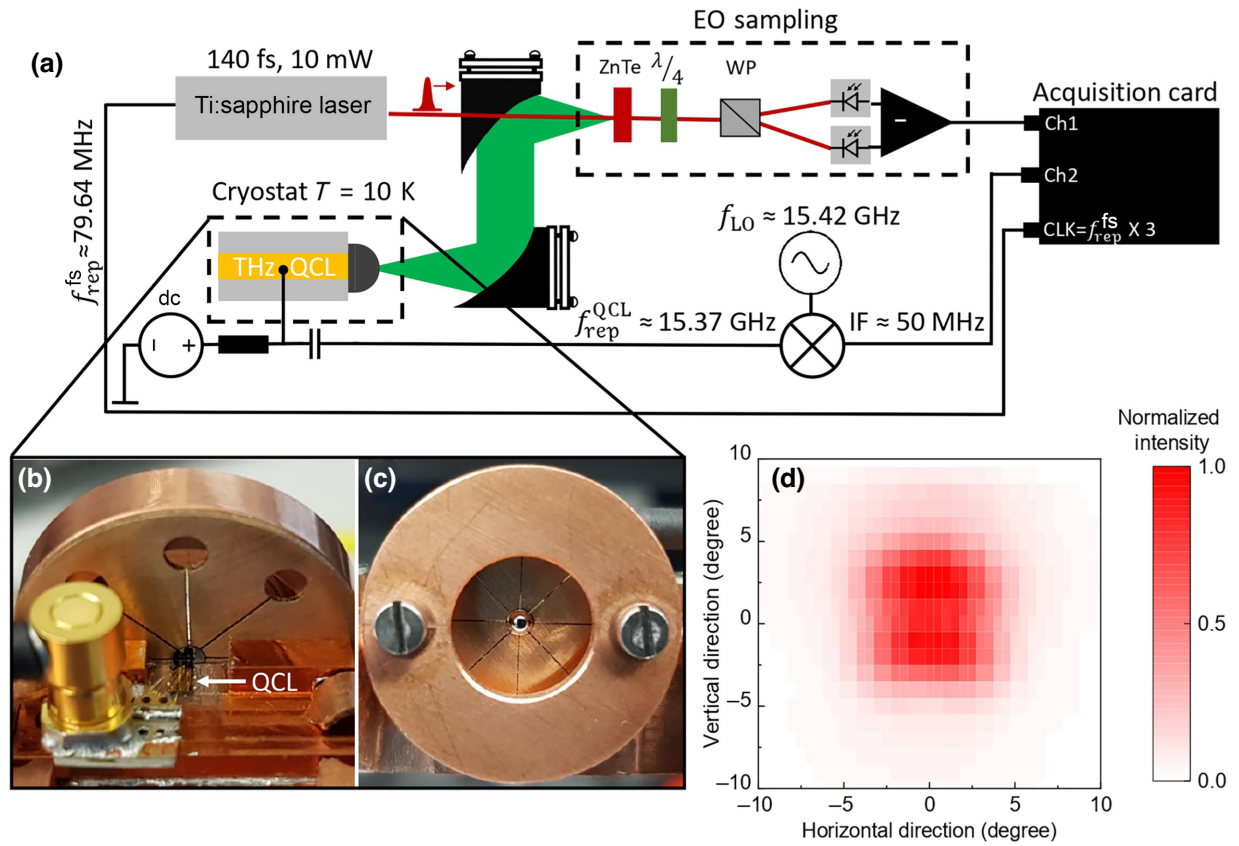 (a)
140 fs, 10 mW
Ti:sapphire laser
EO sampling
ZnTe
λ/4
WP
−
Acquisition card
Ch1
Ch2
CLK=f_rep^fs X 3
f_rep^fs ≈79.64 MHz
Cryostat T = 10 K
THz QCL
dc
− +
f_LO ≈ 15.42 GHz
f_rep^QCL ≈ 15.37 GHz
IF ≈ 50 MHz
(b)
QCL
(c)
(d)
Normalized
intensity
1.0
0.5
0.0
Vertical direction (degree)
10
5
0
−5
−10
−10 −5 0 5 10
Horizontal direction (degree)